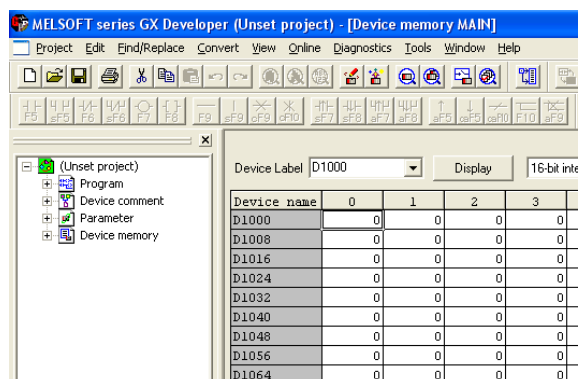 MELSOFT series GX Developer (Unset project) - [Device memory MAIN]
Project Edit Find/Replace Convert View Online Diagnostics Tools Window Help
F5 sF5 F6 sF6 F7 F8 F9 sF9 cF9 cF10 sF7 sF8 aF7 aF8 aF5 caF5 caF10 F10 aF9
(Unset project)
Program
Device comment
Parameter
Device memory
Device Label D1000 Display 16-bit inte
Device name 0 1 2 3
D1000 0 0 0 0
D1008 0 0 0 0
D1016 0 0 0 0
D1024 0 0 0 0
D1032 0 0 0 0
D1040 0 0 0 0
D1048 0 0 0 0
D1056 0 0 0 0
D1064 0 0 0 0